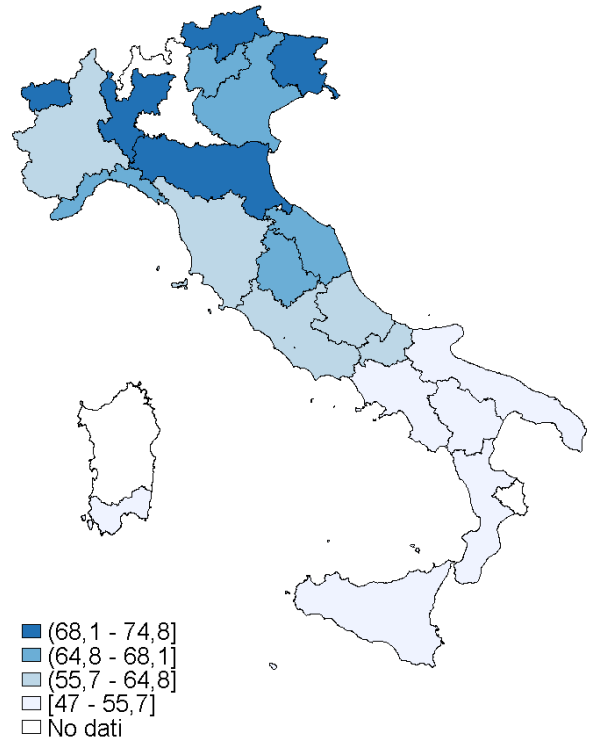 (68,1 - 74,8]
(64,8 - 68,1]
(55,7 - 64,8]
[47 - 55,7]
No dati